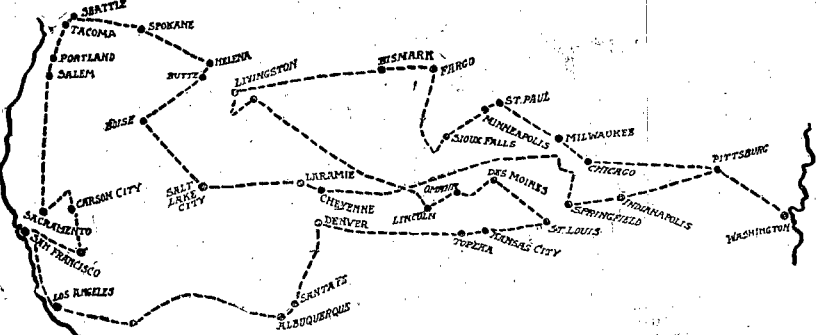 SEATTLE
TACOMA
SPOKANE
PORTLAND
SALEM
HELENA
BUTTE
LIVINGSTON
BISMARK
FARGO
ST. PAUL
MINNEAPOLIS
BOISE
SIOUX FALLS
MILWAUKEE
CHICAGO
PITTSBURG
SALT
LAKE
CITY
LARAMIE
CHEYENNE
OMAHA
DES MOIRES
LINCOLN
CARSON CITY
SACRAMENTO
SPRINGFIELD
INDIANAPOLIS
WASHINGTON
DENVER
ST. LOUIS
KANSAS CITY
TOPEKA
SAN FRANCISCO
LOS ANGELES
SANTA FE
ALBUQUERQUE